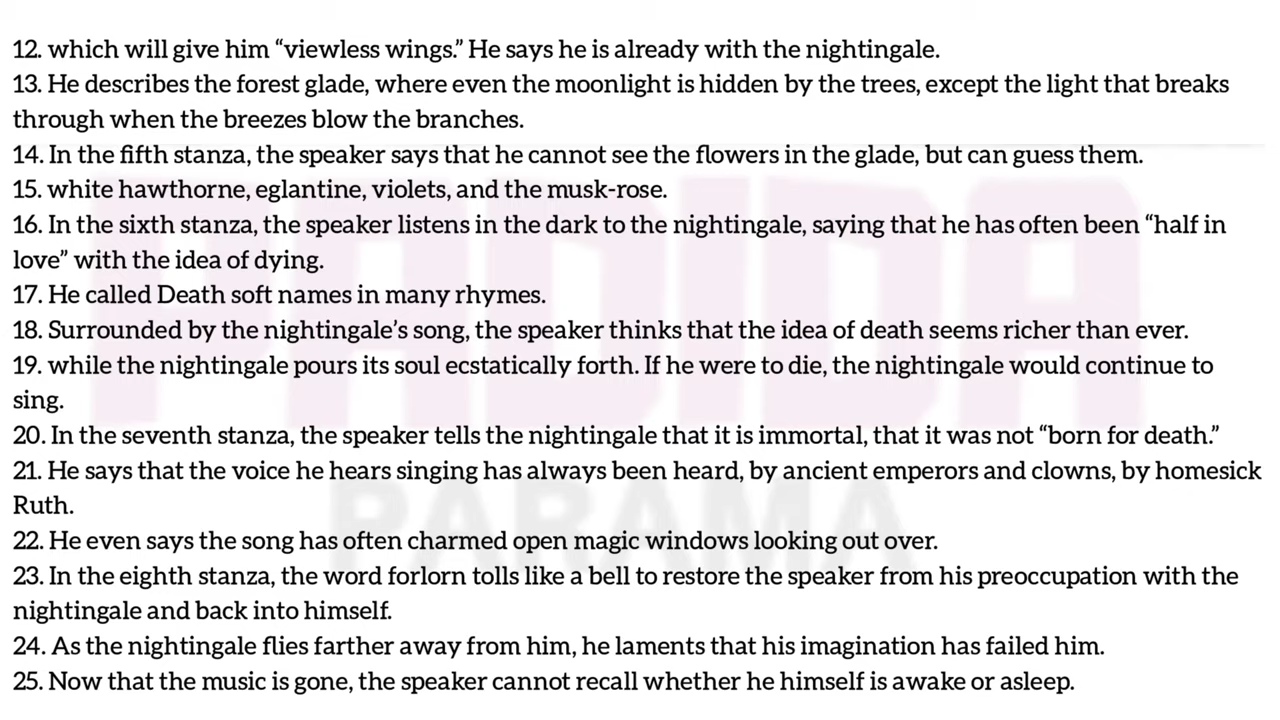 12. which will give him “viewless wings.” He says he is already with the nightingale.
13. He describes the forest glade, where even the moonlight is hidden by the trees, except the light that breaks
through when the breezes blow the branches.
14. In the fifth stanza, the speaker says that he cannot see the flowers in the glade, but can guess them.
15. white hawthorne, eglantine, violets, and the musk-rose.
16. In the sixth stanza, the speaker listens in the dark to the nightingale, saying that he has often been “half in
love” with the idea of dying.
17. He called Death soft names in many rhymes.
18. Surrounded by the nightingale’s song, the speaker thinks that the idea of death seems richer than ever.
19. while the nightingale pours its soul ecstatically forth. If he were to die, the nightingale would continue to
sing.
20. In the seventh stanza, the speaker tells the nightingale that it is immortal, that it was not “born for death.”
21. He says that the voice he hears singing has always been heard, by ancient emperors and clowns, by homesick
Ruth.
22. He even says the song has often charmed open magic windows looking out over.
23. In the eighth stanza, the word forlorn tolls like a bell to restore the speaker from his preoccupation with the
nightingale and back into himself.
24. As the nightingale flies farther away from him, he laments that his imagination has failed him.
25. Now that the music is gone, the speaker cannot recall whether he himself is awake or asleep.
PADIDA
PARAMA